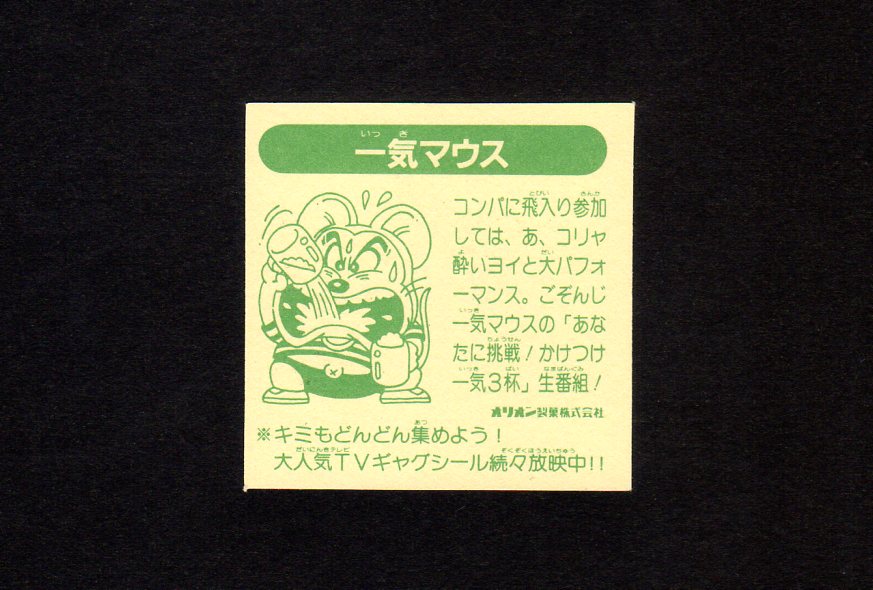 一気マウス
コンパに飛入り参加
しては、あ、コリャ
酔いヨイと大パフォ
ーマンス。ごぞんじ
一気マウスの「あな
たに挑戦！かけつけ
一気3杯」生番組！
オリオン製菓株式会社
※キミもどんどん集めよう！
大人気TVギャグシール続々放映中!!